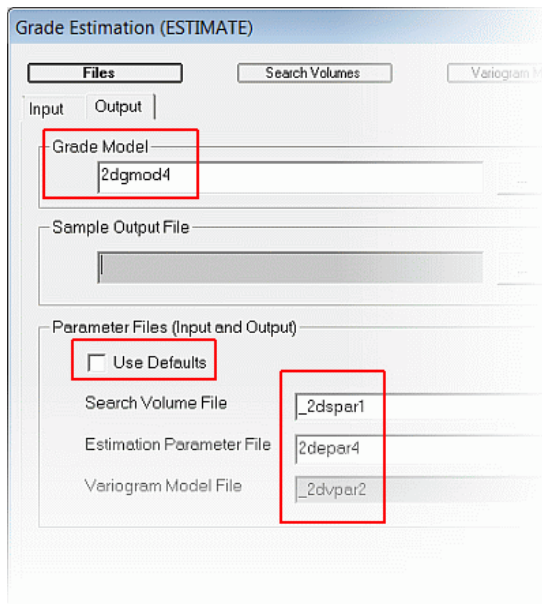 Grade Estimation (ESTIMATE)
Files Search Volumes Variogram M
Input Output
Grade Model
2dgmod4
...
Sample Output File
...
Parameter Files (Input and Output)
Use Defaults
Search Volume File _2dspar1
Estimation Parameter File 2depar4
Variogram Model File _2dvpar2